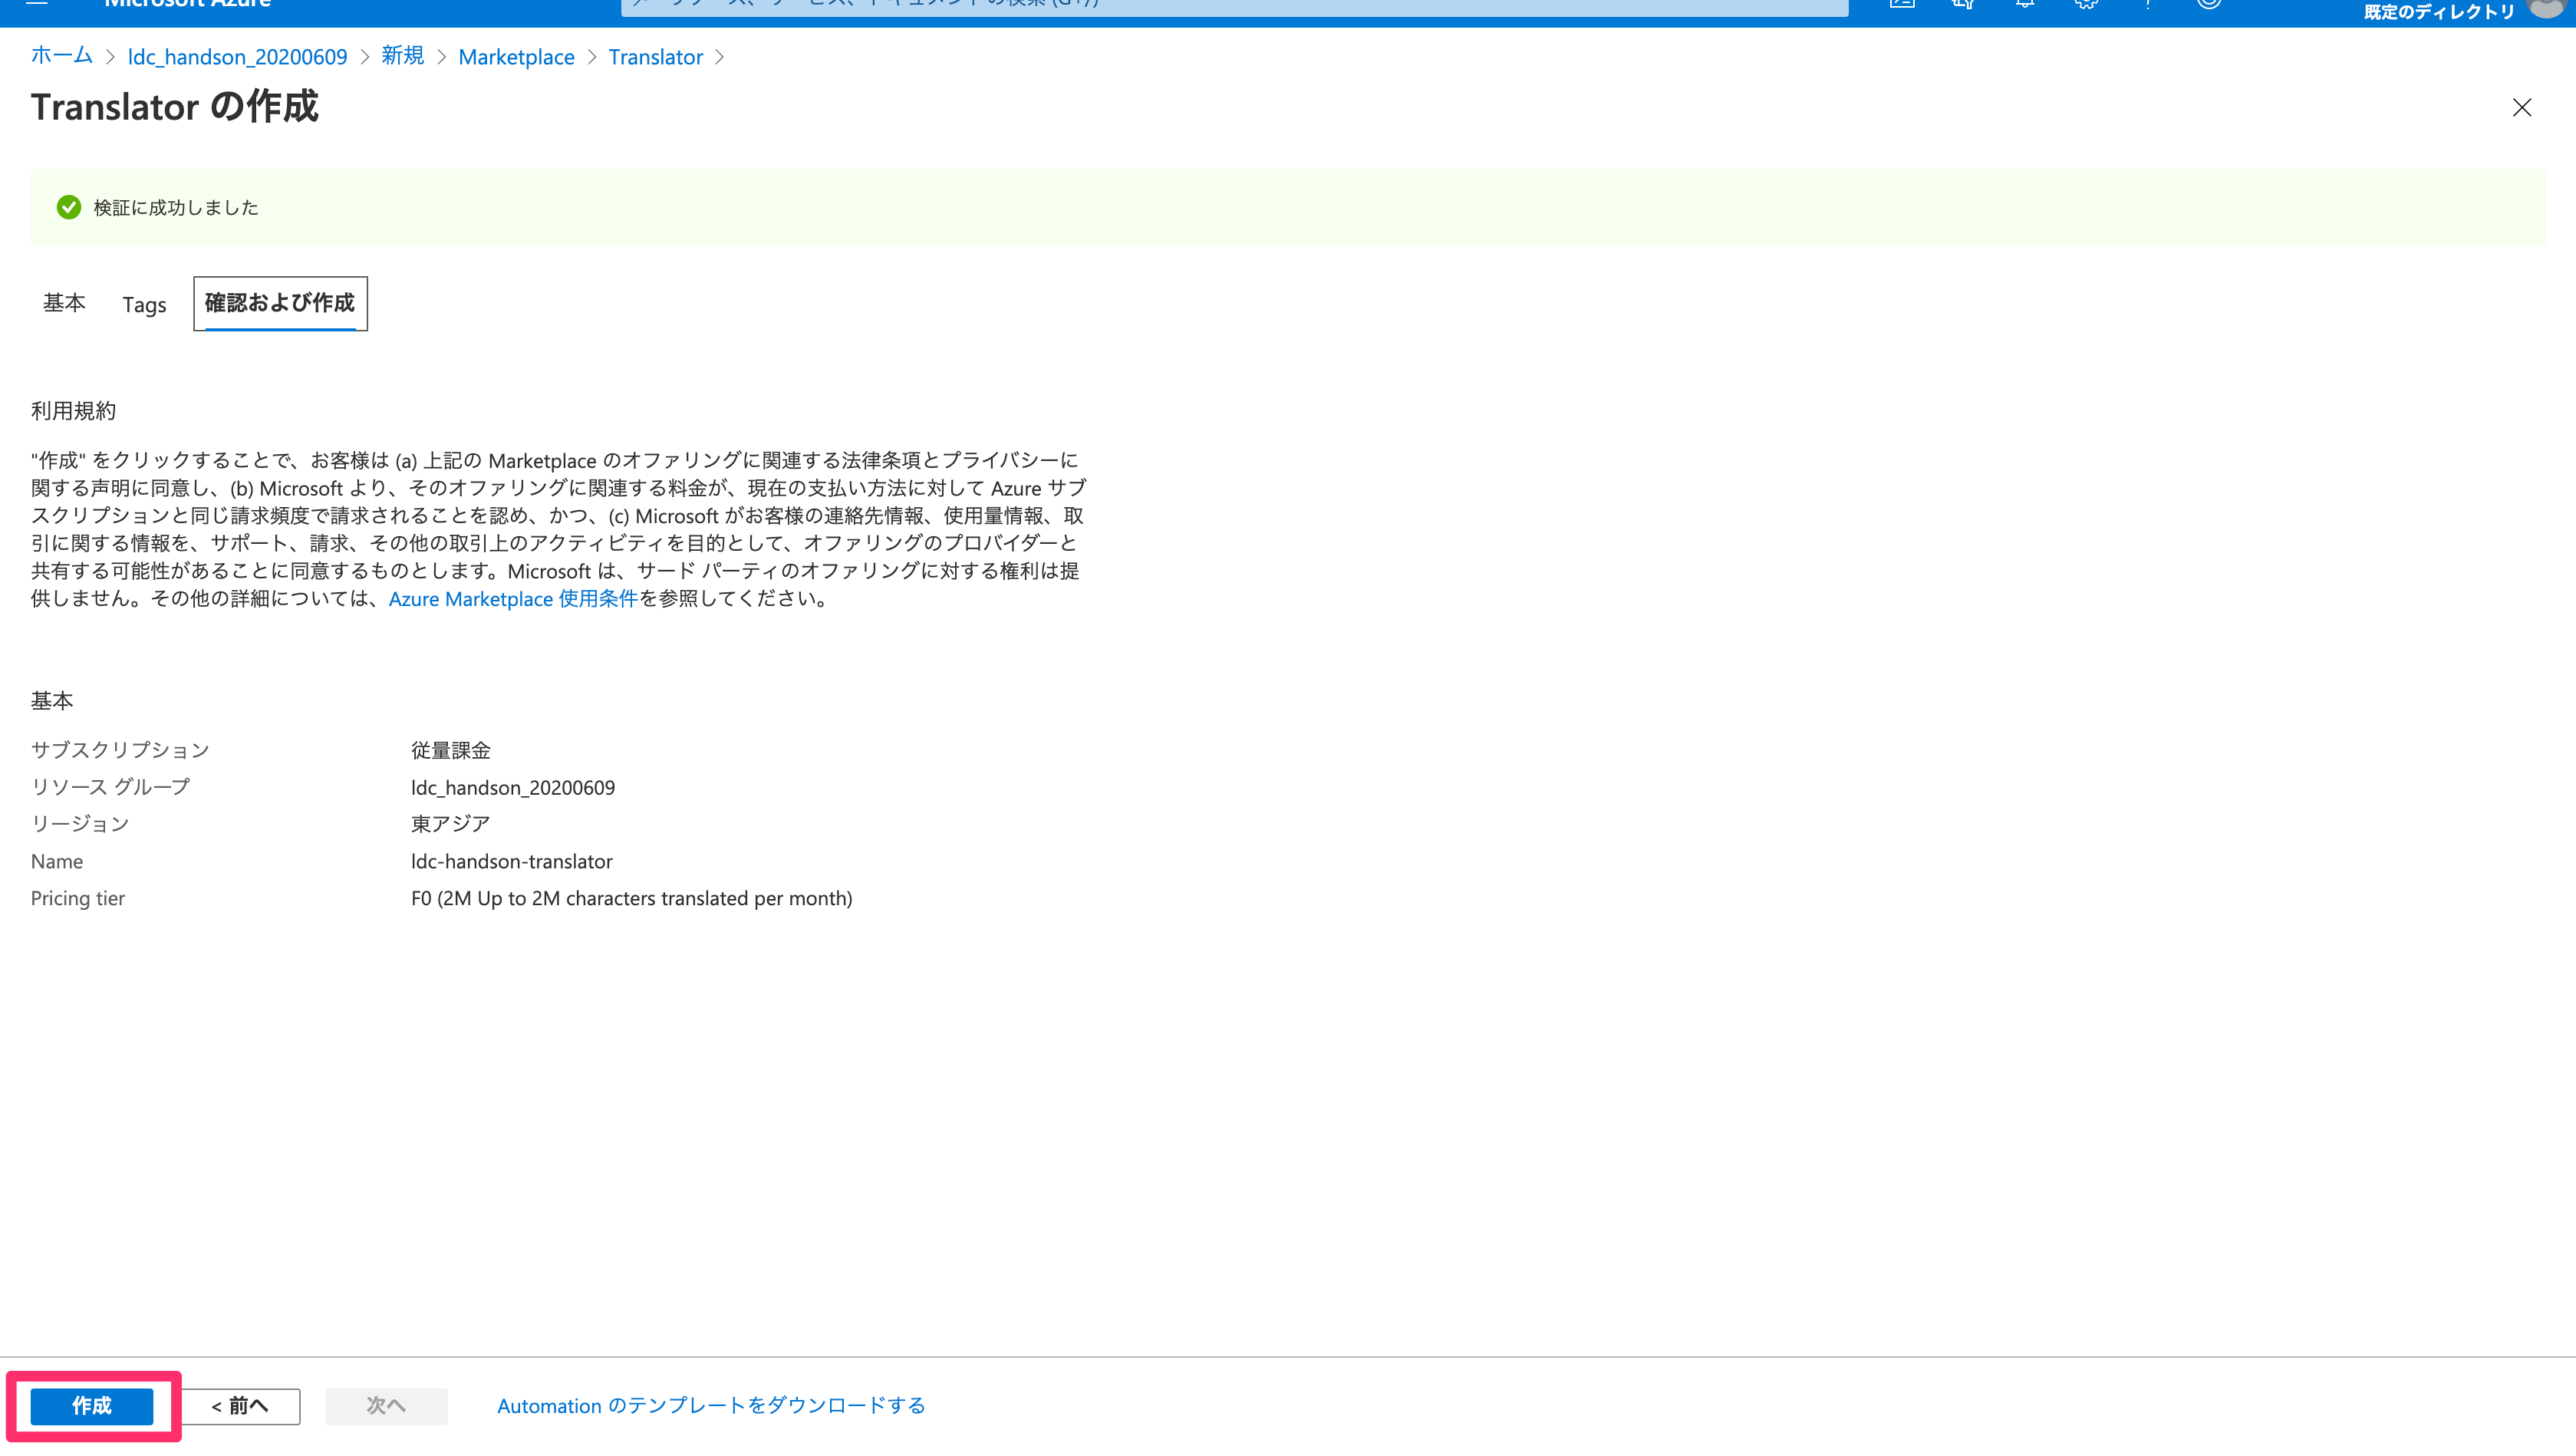 Microsoft Azure
リソース、サービス、ドキュメントの検索 (G+/)
既定のディレクトリ
ホーム > ldc_handson_20200609 > 新規 > Marketplace > Translator >
Translator の作成
検証に成功しました
基本 Tags 確認および作成
利用規約
"作成" をクリックすることで、お客様は (a) 上記の Marketplace のオファリングに関連する法律条項とプライバシーに
関する声明に同意し、(b) Microsoft より、そのオファリングに関連する料金が、現在の支払い方法に対して Azure サブ
スクリプションと同じ請求頻度で請求されることを認め、かつ、(c) Microsoft がお客様の連絡先情報、使用量情報、取
引に関する情報を、サポート、請求、その他の取引上のアクティビティを目的として、オファリングのプロバイダーと
共有する可能性があることに同意するものとします。Microsoft は、サード パーティのオファリングに対する権利は提
供しません。その他の詳細については、Azure Marketplace 使用条件を参照してください。
基本
サブスクリプション 従量課金
リソース グループ ldc_handson_20200609
リージョン 東アジア
Name ldc-handson-translator
Pricing tier F0 (2M Up to 2M characters translated per month)
作成 < 前へ 次へ Automation のテンプレートをダウンロードする